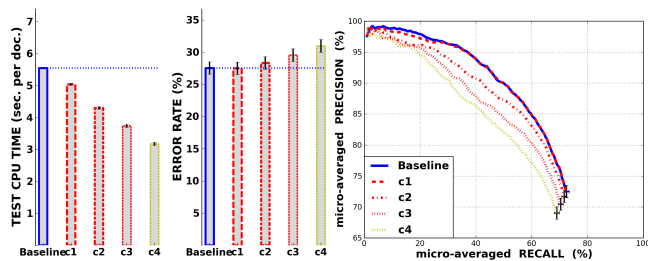 TEST CPU TIME (sec. per doc.)
7
6
5
4
3
2
1
Baseline c1 c2 c3 c4
ERROR RATE (%)
35
30
25
20
15
10
5
Baseline c1 c2 c3 c4
micro-averaged PRECISION (%)
100
95
90
85
80
75
70
65
Baseline
c1
c2
c3
c4
0 20 40 60 80 100
micro-averaged RECALL (%)